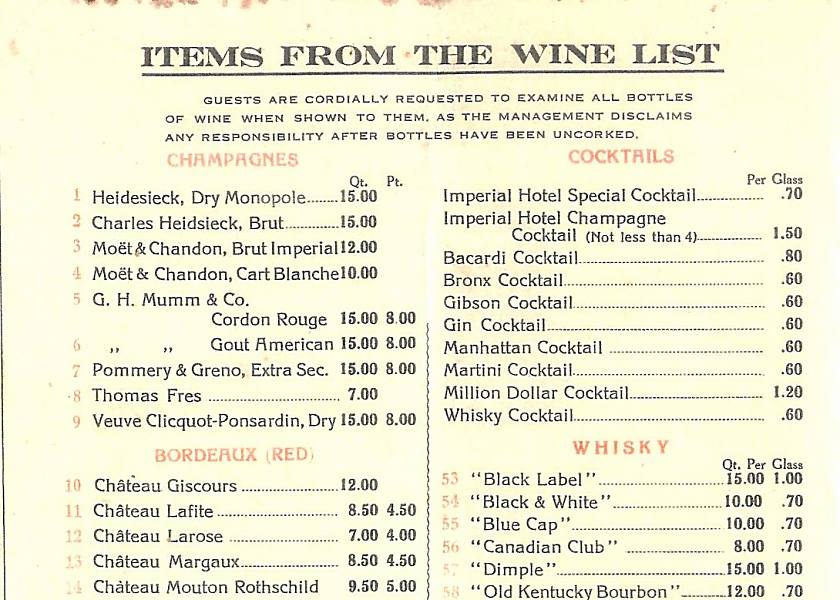 ITEMS FROM THE WINE LIST
GUESTS ARE CORDIALLY REQUESTED TO EXAMINE ALL BOTTLES
OF WINE WHEN SHOWN TO THEM, AS THE MANAGEMENT DISCLAIMS
ANY RESPONSIBILITY AFTER BOTTLES HAVE BEEN UNCORKED.
CHAMPAGNES
Qt. Pt.
1 Heidesieck, Dry Monopole........15.00
2 Charles Heidsieck, Brut..............15.00
3 Moët & Chandon, Brut Imperial 12.00
4 Moët & Chandon, Cart Blanche 10.00
5 G. H. Mumm & Co.
Cordon Rouge 15.00 8.00
6 ,, ,, Gout American 15.00 8.00
7 Pommery & Greno, Extra Sec. 15.00 8.00
8 Thomas Fres .................................. 7.00
9 Veuve Clicquot-Ponsardin, Dry 15.00 8.00
BORDEAUX (RED)
10 Château Giscours .........................12.00
11 Château Lafite ............................... 8.50 4.50
12 Château Larose ............................. 7.00 4.00
13 Château Margaux......................... 8.50 4.50
14 Château Mouton Rothschild 9.50 5.00
COCKTAILS
Per Glass
Imperial Hotel Special Cocktail.................. .70
Imperial Hotel Champagne
Cocktail (Not less than 4)................. 1.50
Bacardi Cocktail................................................ .80
Bronx Cocktail.................................................... .60
Gibson Cocktail.................................................. .60
Gin Cocktail......................................................... .60
Manhattan Cocktail ......................................... .60
Martini Cocktail.................................................. .60
Million Dollar Cocktail................................... 1.20
Whisky Cocktail................................................. .60
WHISKY
Qt. Per Glass
53 "Black Label"................................15.00 1.00
54 "Black & White"............................10.00 .70
55 "Blue Cap"......................................10.00 .70
56 "Canadian Club" .......................... 8.00 .70
57 "Dimple"..........................................15.00 1.00
58 "Old Kentucky Bourbon"...........12.00 .70